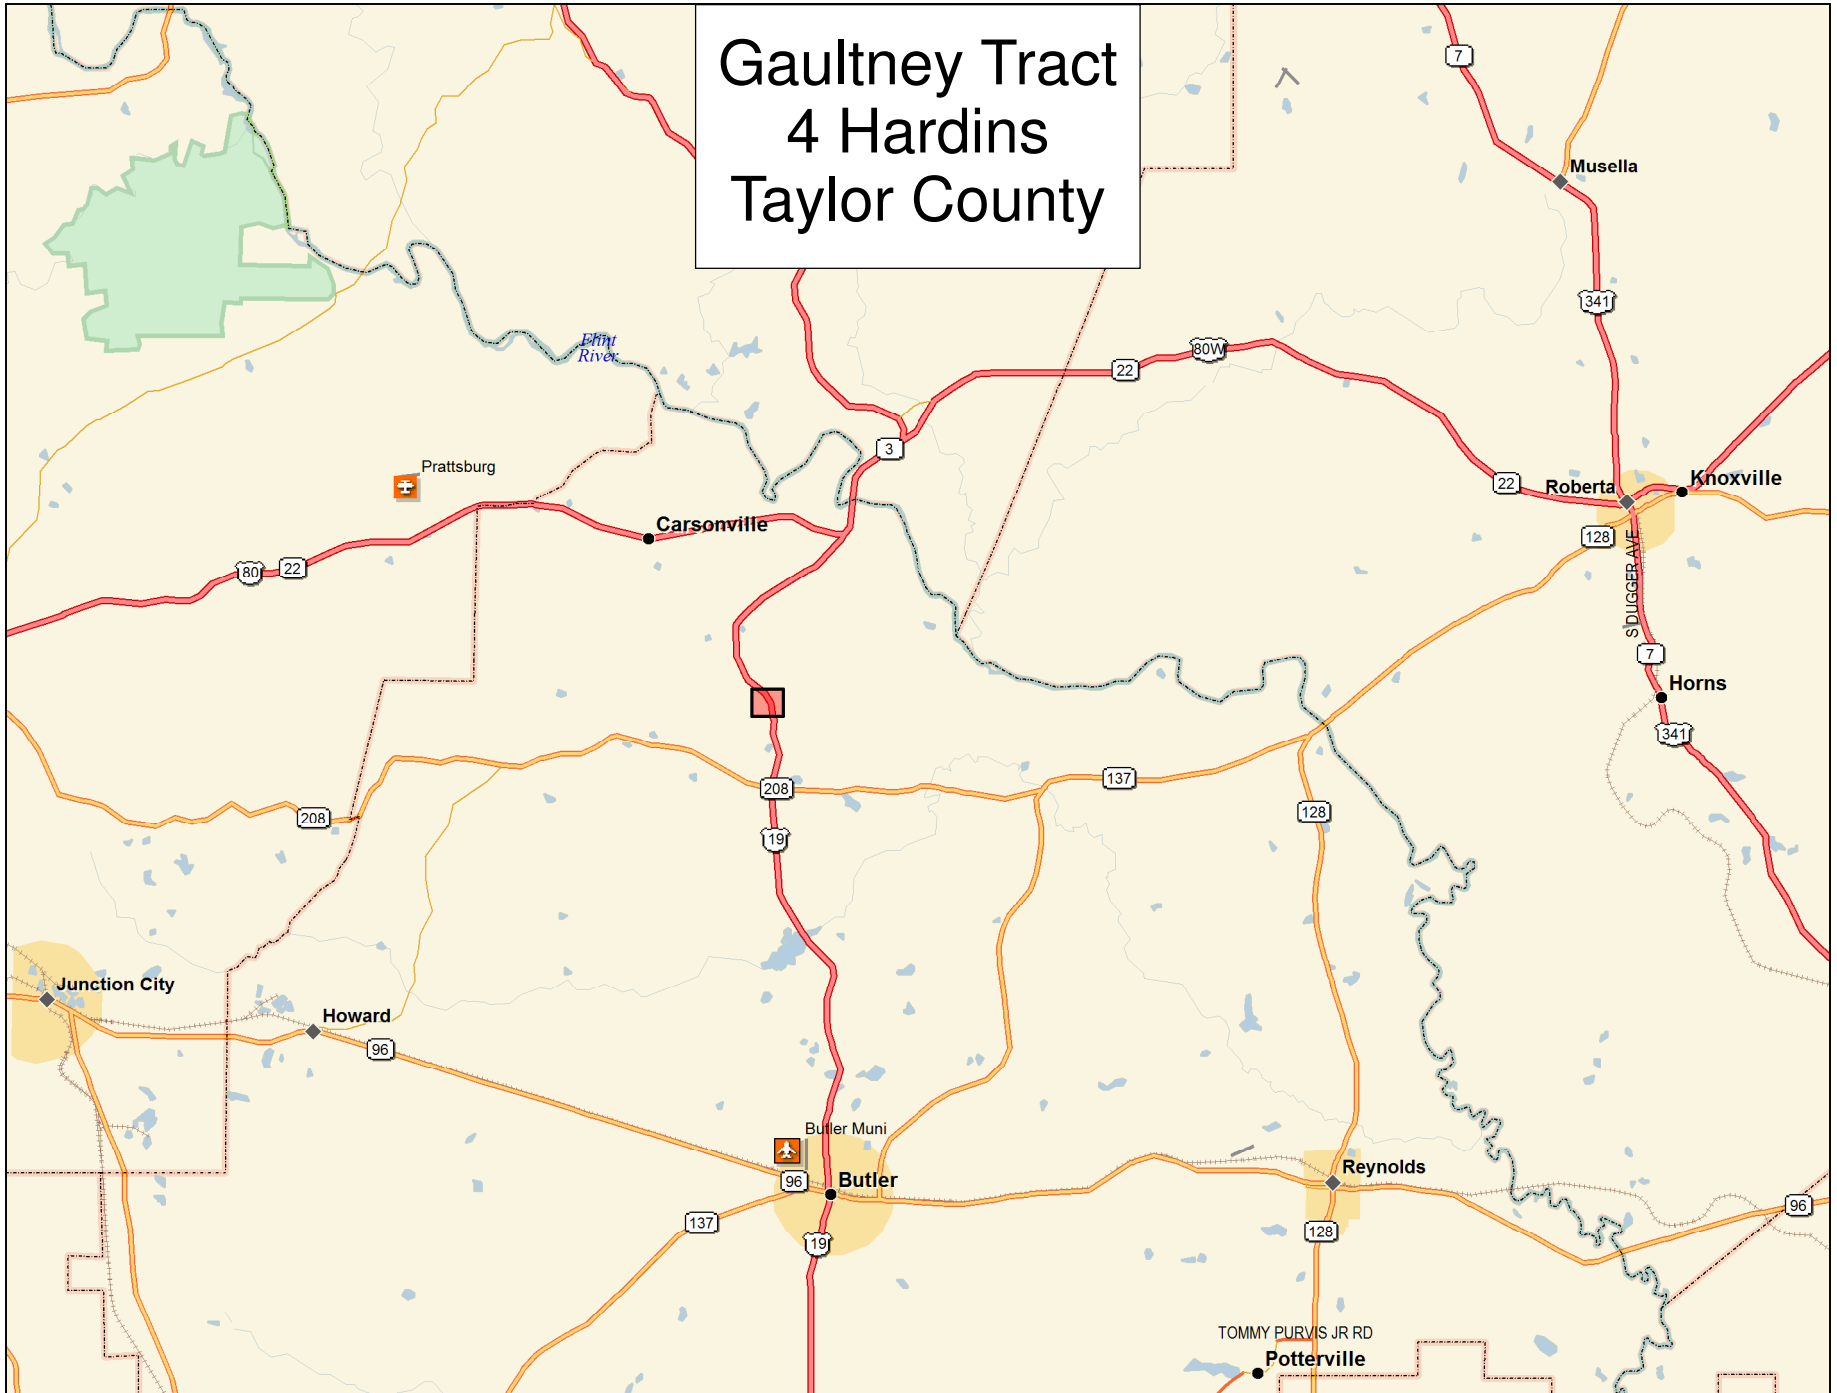 Gaultney Tract
4 Hardins
Taylor County
7
Musella
341
Flint
River
80W
22
3
Prattsburg
22
Roberta
Knoxville
Carsonville
128
80
22
S DUGGER AVE
7
Horns
341
137
208
128
208
19
Junction City
Howard
96
Butler Muni
Reynolds
96
Butler
96
137
128
19
TOMMY PURVIS JR RD
Potterville